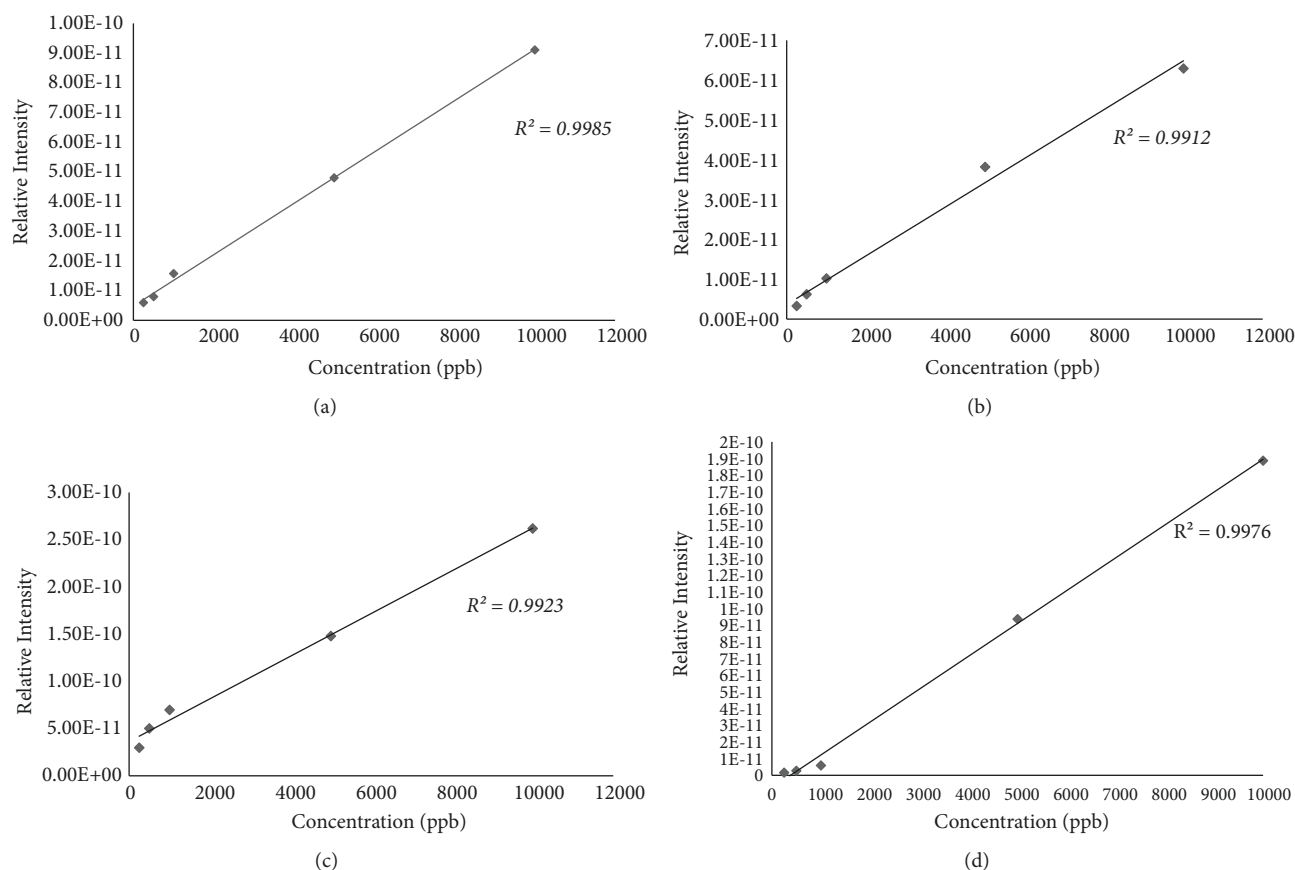 1.00E-10
9.00E-11
8.00E-11
7.00E-11
6.00E-11
5.00E-11
4.00E-11
3.00E-11
2.00E-11
1.00E-11
0.00E+00
Relative Intensity
R² = 0.9985
0 2000 4000 6000 8000 10000 12000
Concentration (ppb)
(a)
7.00E-11
6.00E-11
5.00E-11
4.00E-11
3.00E-11
2.00E-11
1.00E-11
0.00E+00
Relative Intensity
R² = 0.9912
0 2000 4000 6000 8000 10000 12000
Concentration (ppb)
(b)
3.00E-10
2.50E-10
2.00E-10
1.50E-10
1.00E-10
5.00E-11
0.00E+00
Relative Intensity
R² = 0.9923
0 2000 4000 6000 8000 10000 12000
Concentration (ppb)
(c)
2E-10
1.9E-10
1.8E-10
1.7E-10
1.6E-10
1.5E-10
1.4E-10
1.3E-10
1.2E-10
1.1E-10
1E-10
9E-11
8E-11
7E-11
6E-11
5E-11
4E-11
3E-11
2E-11
1E-11
0
Relative Intensity
R² = 0.9976
0 1000 2000 3000 4000 5000 6000 7000 8000 9000 10000
Concentration (ppb)
(d)